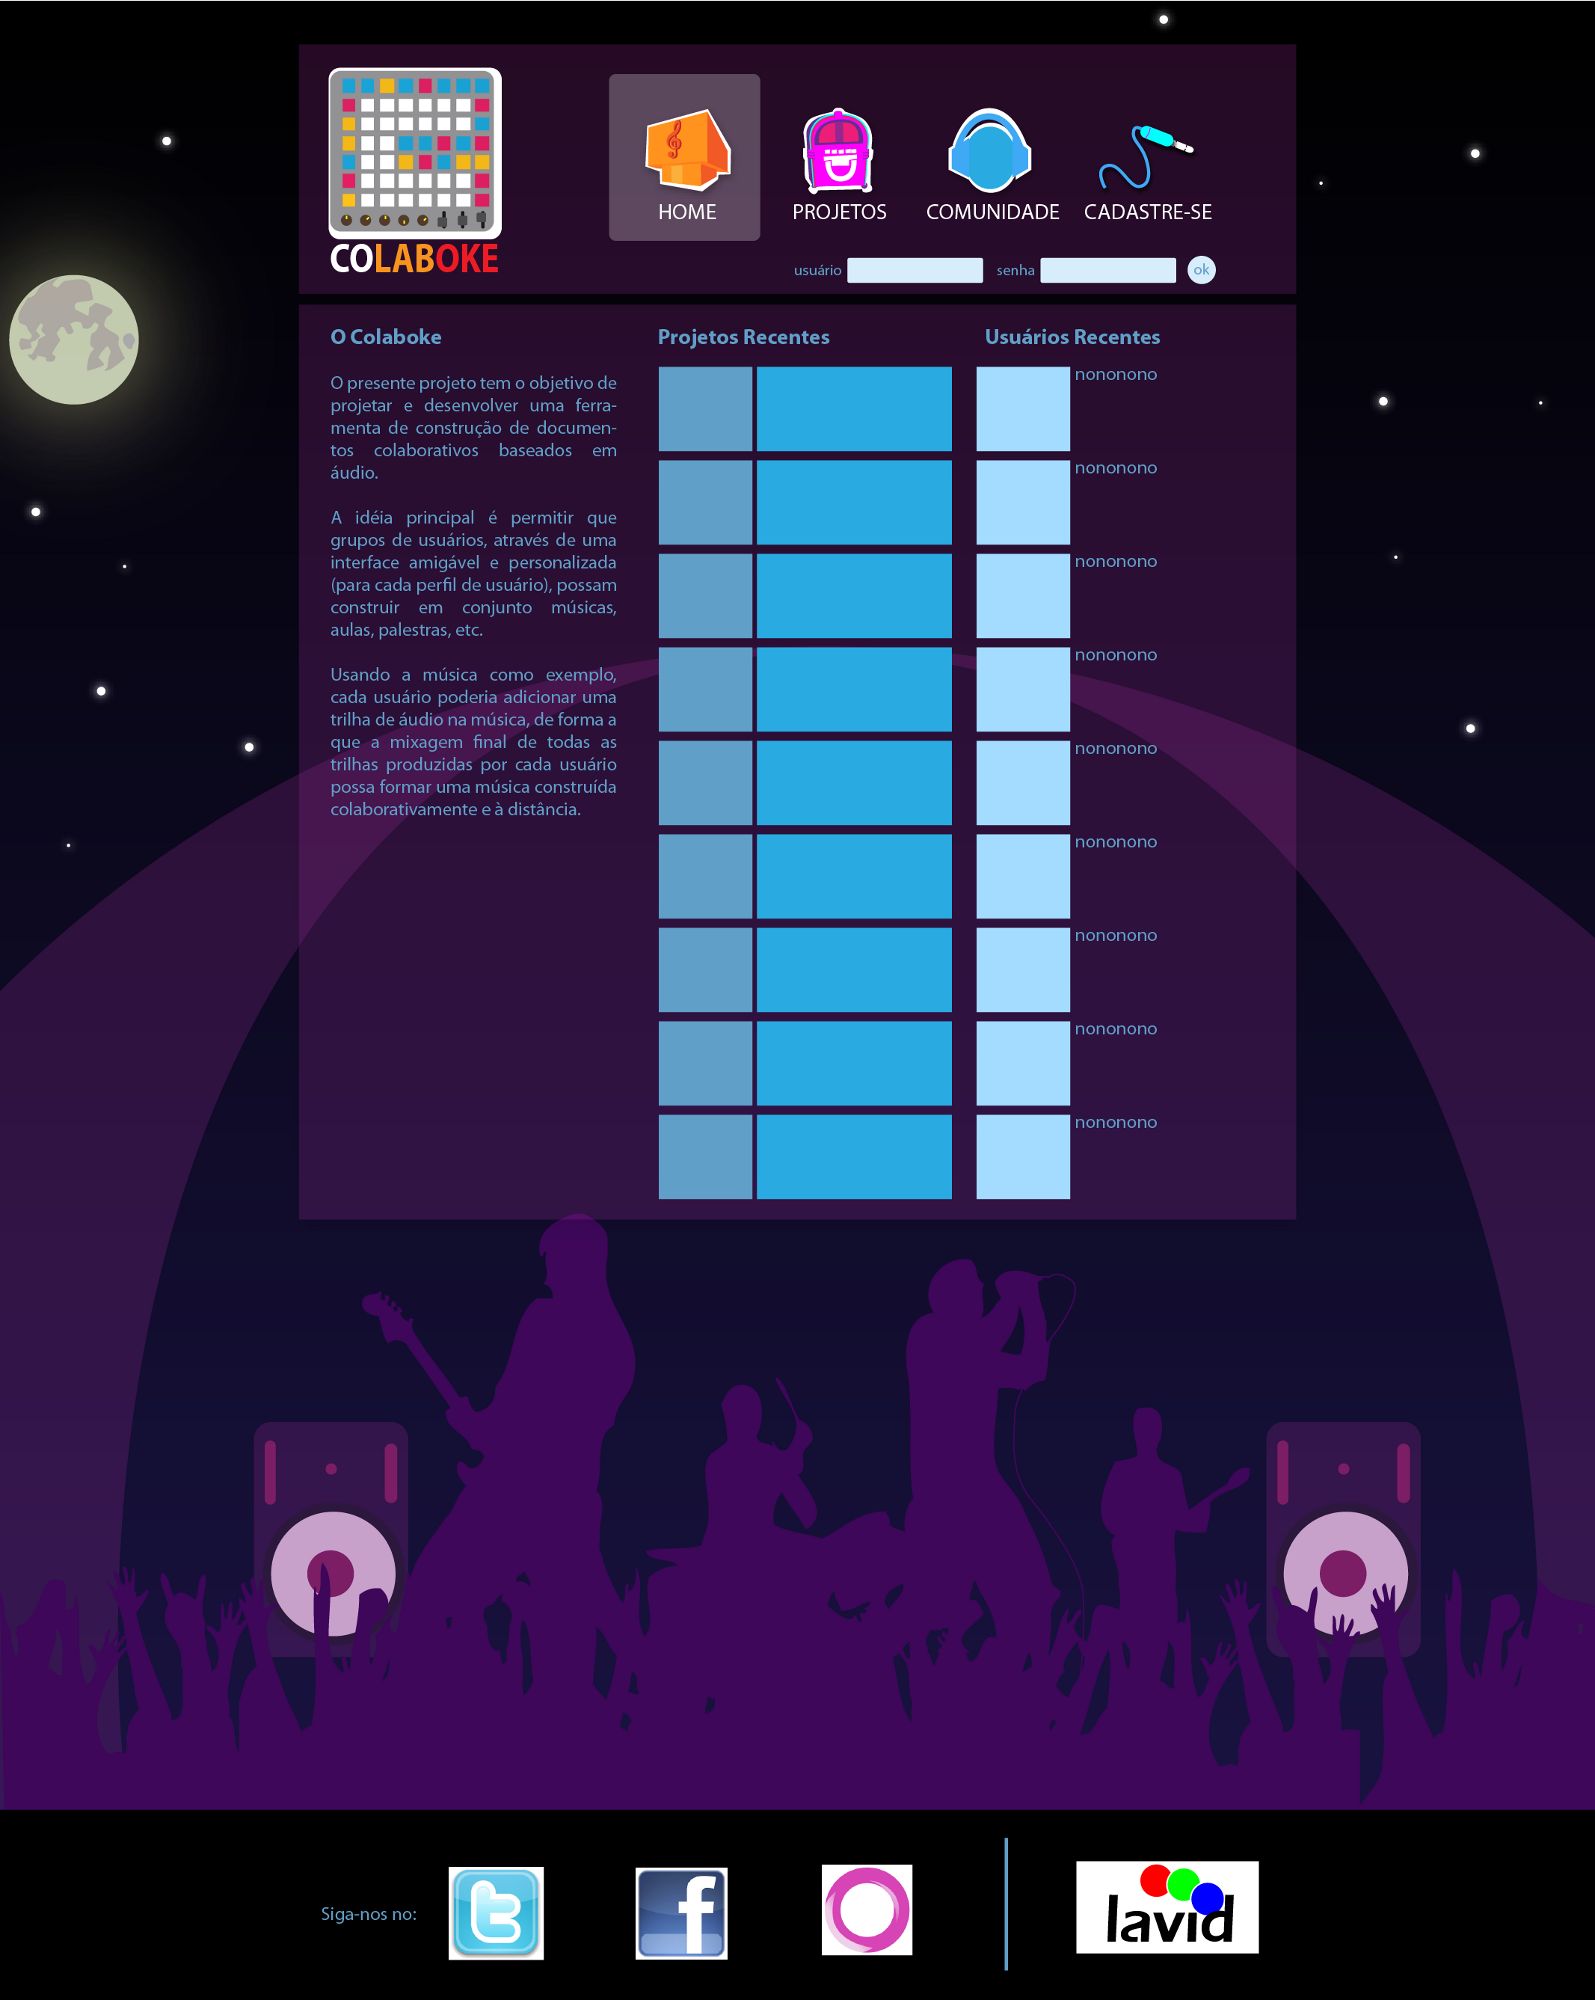 COLABOKE
HOME
PROJETOS
COMUNIDADE
CADASTRE-SE
usuário
senha
ok
O Colaboke
O presente projeto tem o objetivo de
projetar e desenvolver uma ferra-
menta de construção de documen-
tos colaborativos baseados em
áudio.
A idéia principal é permitir que
grupos de usuários, através de uma
interface amigável e personalizada
(para cada perfil de usuário), possam
construir em conjunto músicas,
aulas, palestras, etc.
Usando a música como exemplo,
cada usuário poderia adicionar uma
trilha de áudio na música, de forma a
que a mixagem final de todas as
trilhas produzidas por cada usuário
possa formar uma música construída
colaborativamente e à distância.
Projetos Recentes
Usuários Recentes
nononono
nononono
nononono
nononono
nononono
nononono
nononono
nononono
nononono
Siga-nos no:
t
f
lavid